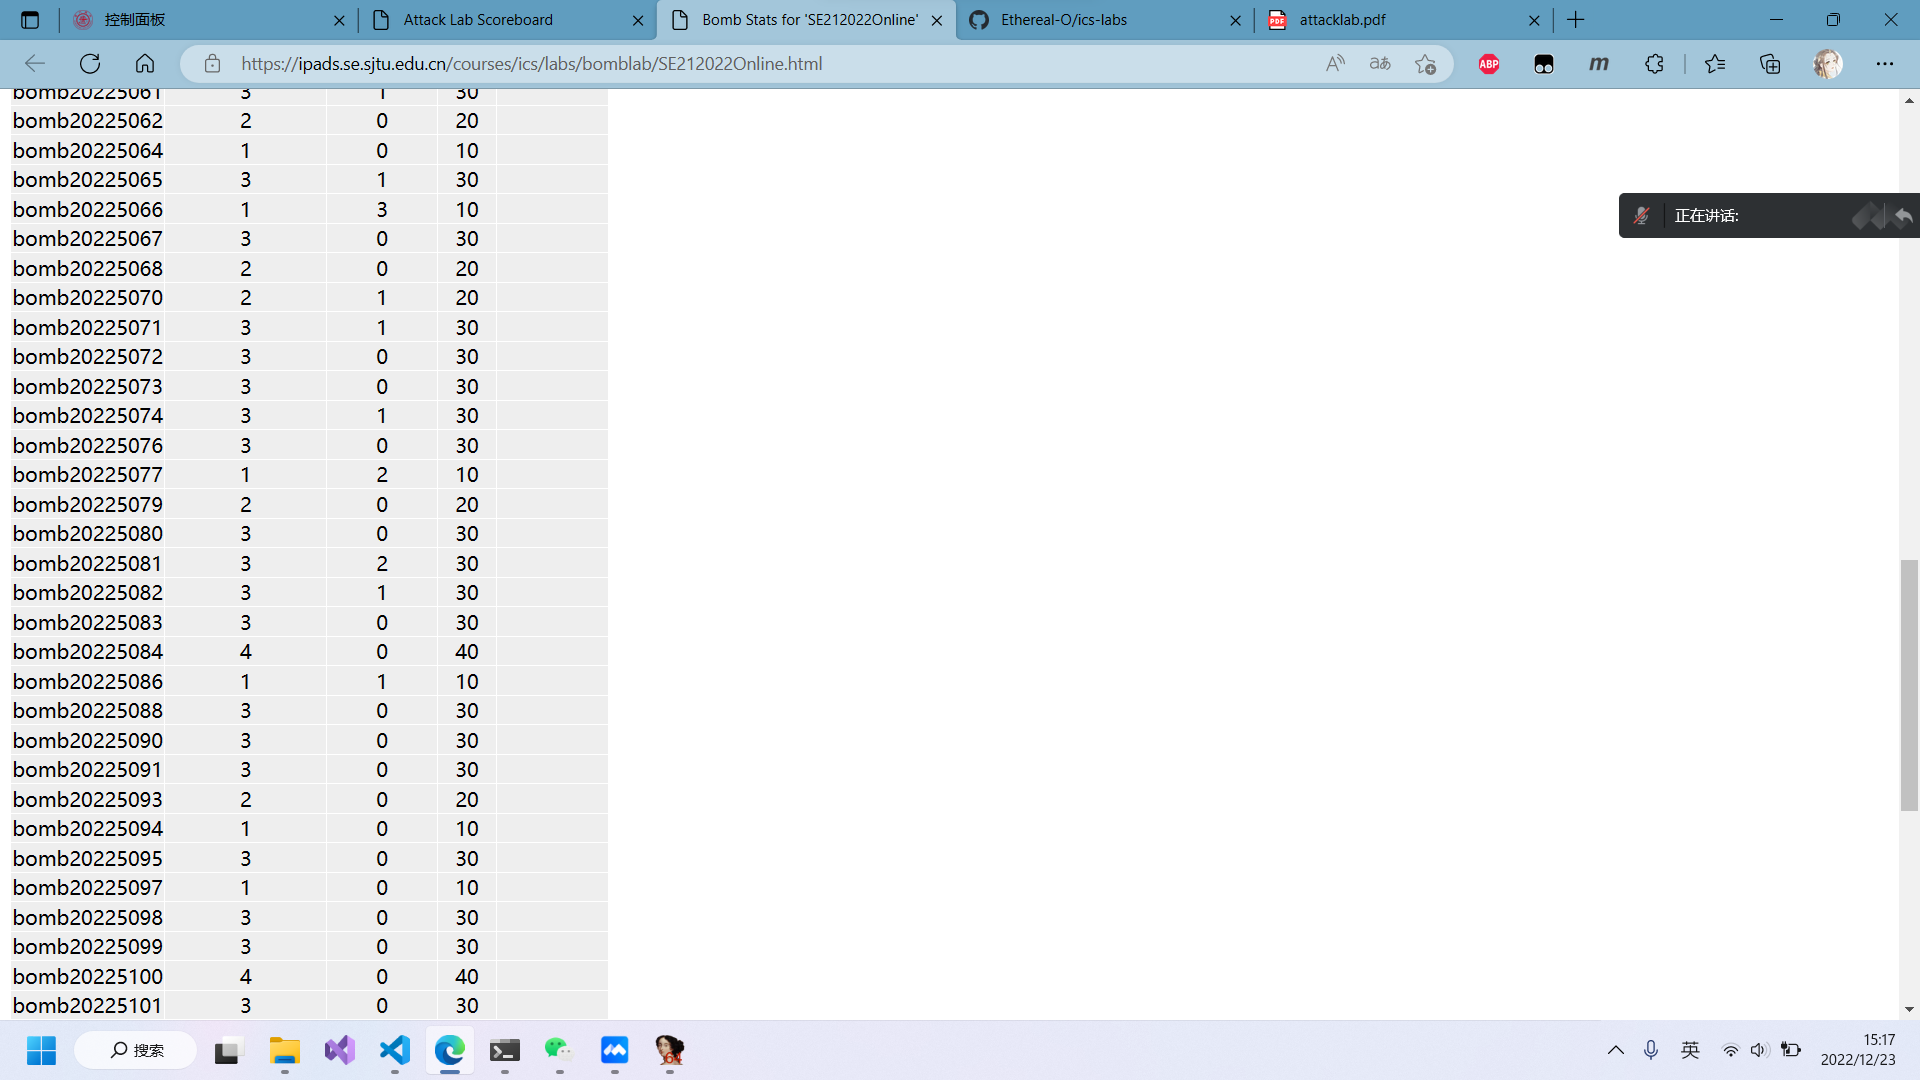 控制面板
Attack Lab Scoreboard
Bomb Stats for 'SE212022Online'
Ethereal-O/ics-labs
attacklab.pdf
https://ipads.se.sjtu.edu.cn/courses/ics/labs/bomblab/SE212022Online.html
bomb20225061 3 1 30
bomb20225062 2 0 20
bomb20225064 1 0 10
bomb20225065 3 1 30
bomb20225066 1 3 10
bomb20225067 3 0 30
bomb20225068 2 0 20
bomb20225070 2 1 20
bomb20225071 3 1 30
bomb20225072 3 0 30
bomb20225073 3 0 30
bomb20225074 3 1 30
bomb20225076 3 0 30
bomb20225077 1 2 10
bomb20225079 2 0 20
bomb20225080 3 0 30
bomb20225081 3 2 30
bomb20225082 3 1 30
bomb20225083 3 0 30
bomb20225084 4 0 40
bomb20225086 1 1 10
bomb20225088 3 0 30
bomb20225090 3 0 30
bomb20225091 3 0 30
bomb20225093 2 0 20
bomb20225094 1 0 10
bomb20225095 3 0 30
bomb20225097 1 0 10
bomb20225098 3 0 30
bomb20225099 3 0 30
bomb20225100 4 0 40
bomb20225101 3 0 30
正在讲话:
搜索
英
15:17
2022/12/23